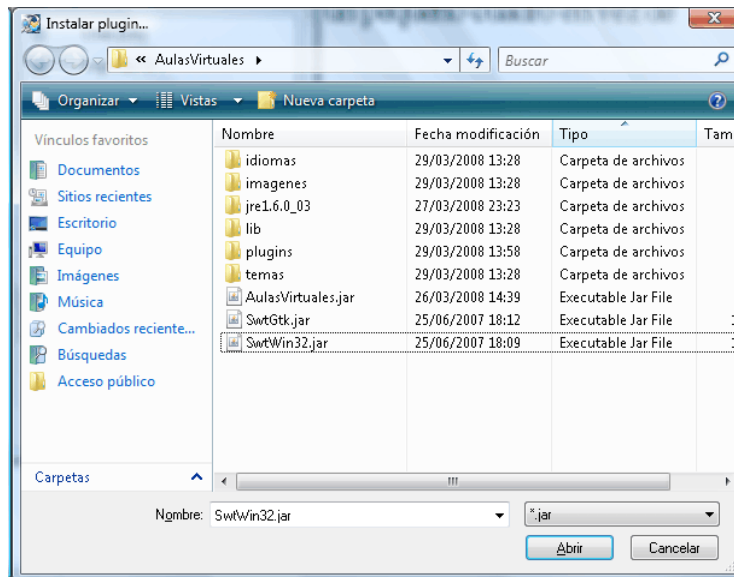 Instalar plugin...
« AulasVirtuales
Buscar
Organizar Vistas Nueva carpeta
Vínculos favoritos
Documentos
Sitios recientes
Escritorio
Equipo
Imágenes
Música
Cambiados reciente...
Búsquedas
Acceso público
Carpetas
Nombre Fecha modificación Tipo Tam
idiomas 29/03/2008 13:28 Carpeta de archivos
imagenes 29/03/2008 13:28 Carpeta de archivos
jre1.6.0_03 27/03/2008 23:23 Carpeta de archivos
lib 29/03/2008 13:28 Carpeta de archivos
plugins 29/03/2008 13:58 Carpeta de archivos
temas 29/03/2008 13:28 Carpeta de archivos
AulasVirtuales.jar 26/03/2008 14:39 Executable Jar File
SwtGtk.jar 25/06/2007 18:12 Executable Jar File 1
SwtWin32.jar 25/06/2007 18:09 Executable Jar File 1
Nombre: SwtWin32.jar *.jar
Abrir Cancelar